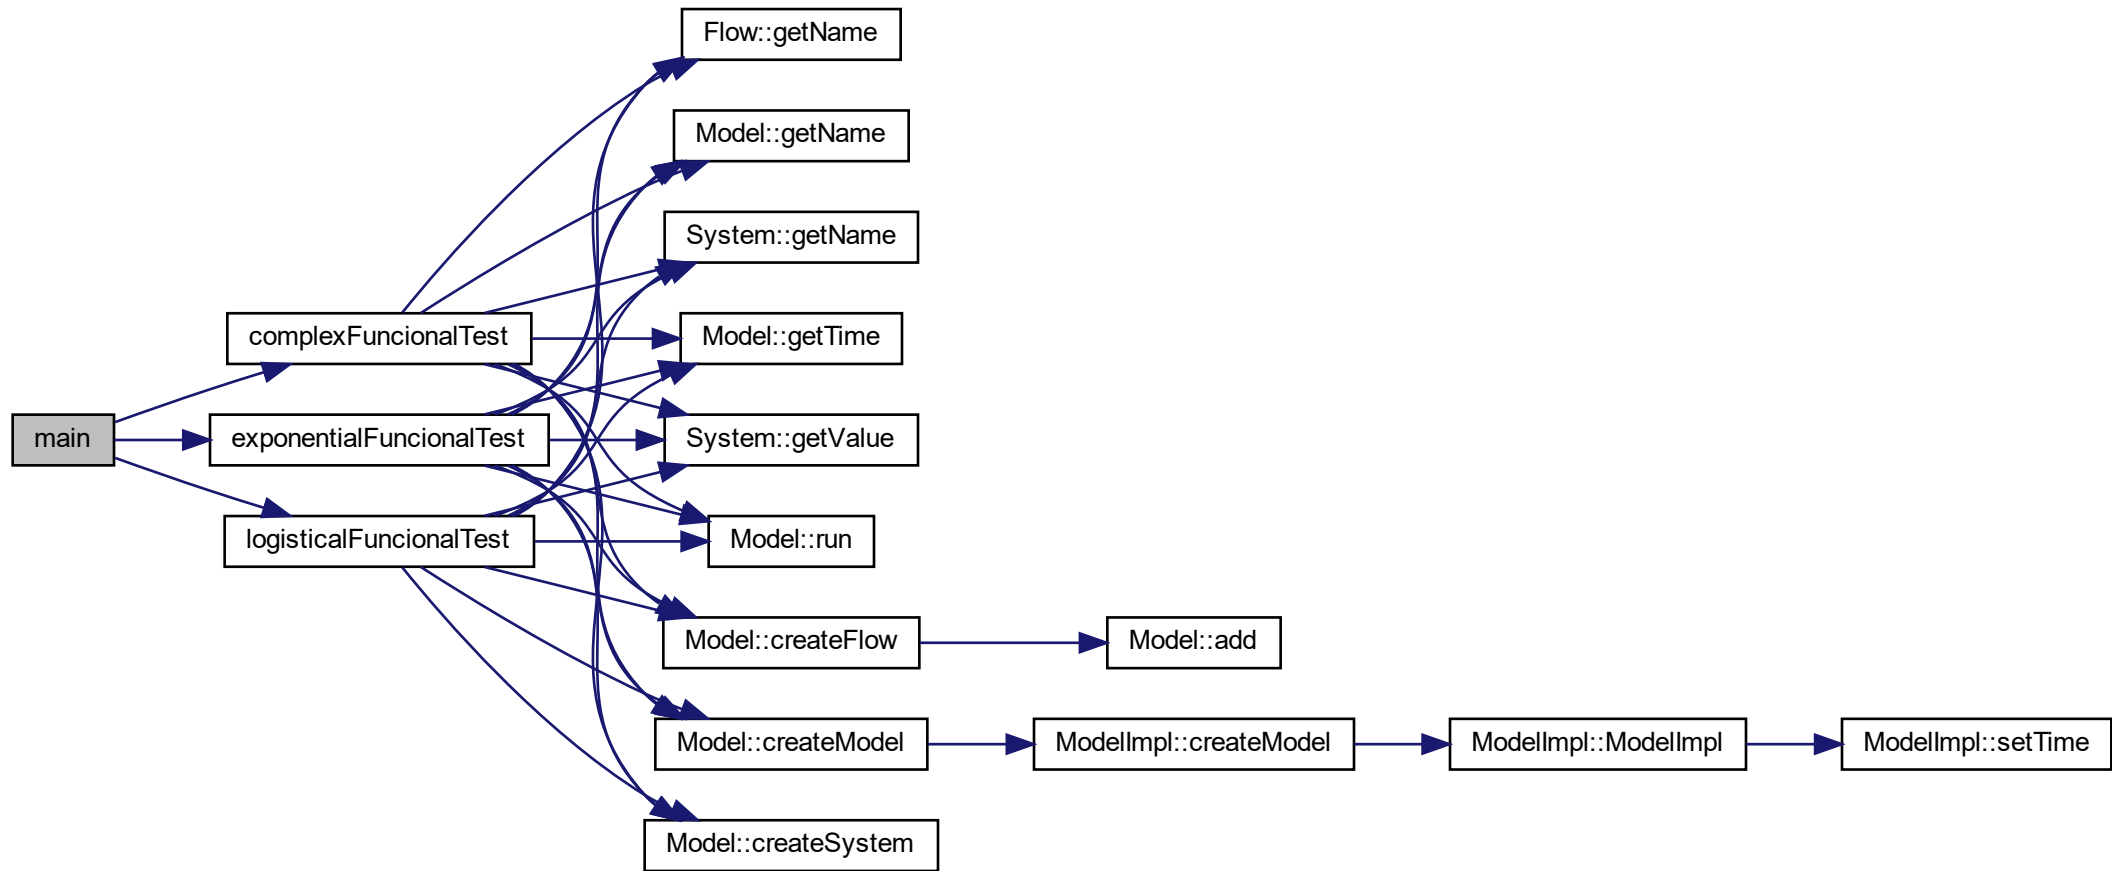 Flow::getName
Model::getName
System::getName
complexFuncionalTest
Model::getTime
main
exponentialFuncionalTest
System::getValue
logisticalFuncionalTest
Model::run
Model::createFlow
Model::add
Model::createModel
ModelImpl::createModel
ModelImpl::ModelImpl
ModelImpl::setTime
Model::createSystem